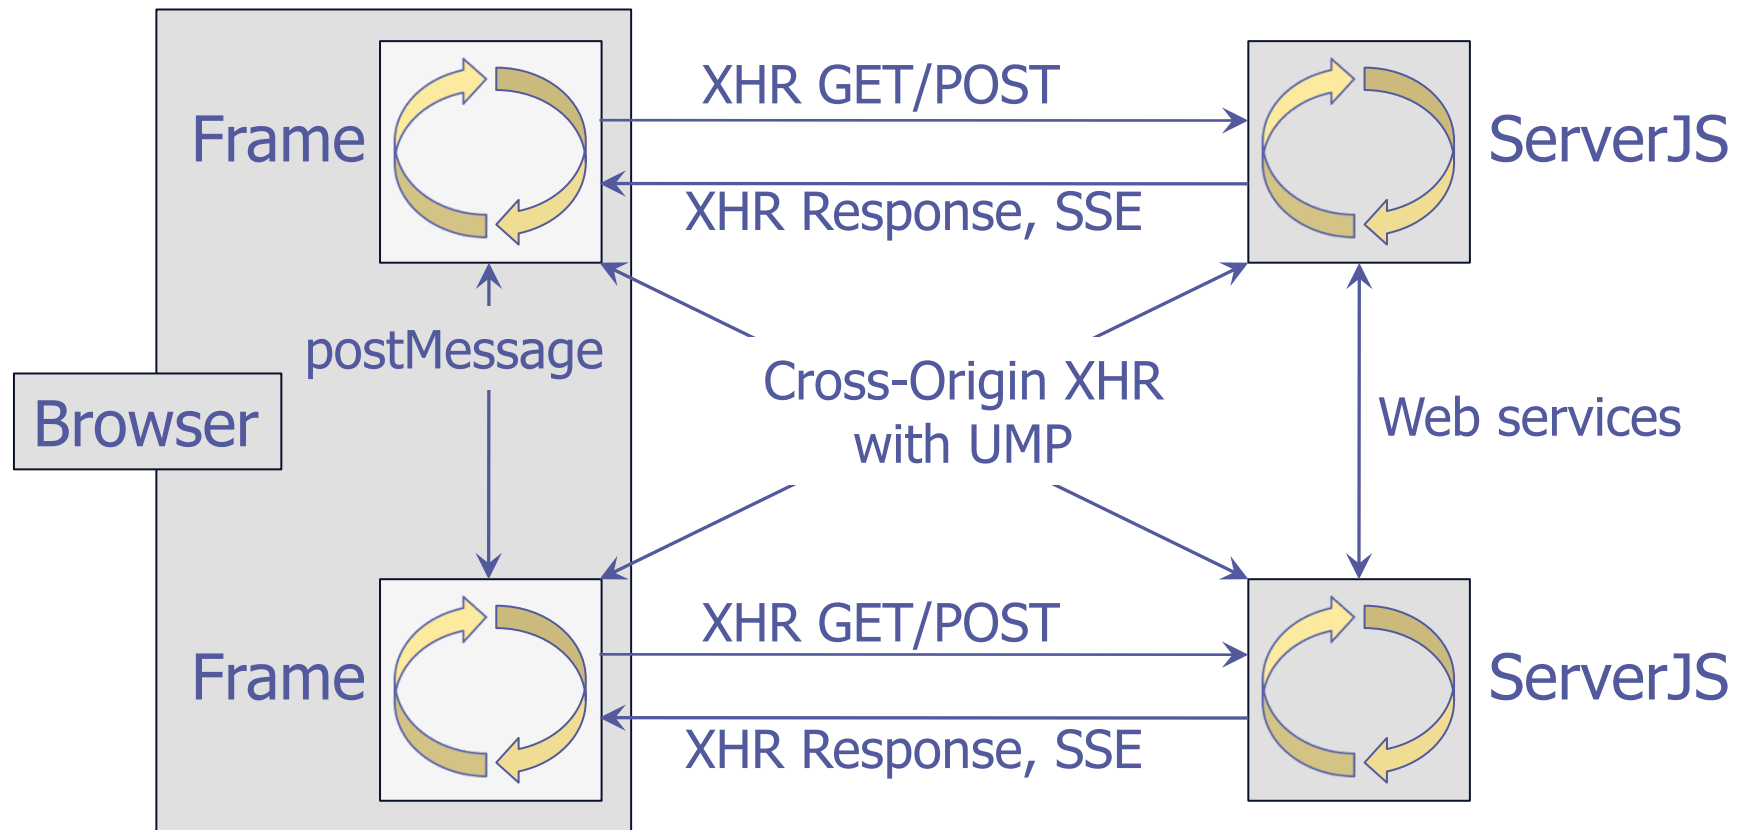 XHR GET/POST
Frame
ServerJS
XHR Response, SSE
postMessage
Cross-Origin XHR
with UMP
Browser
Web services
XHR GET/POST
Frame
ServerJS
XHR Response, SSE